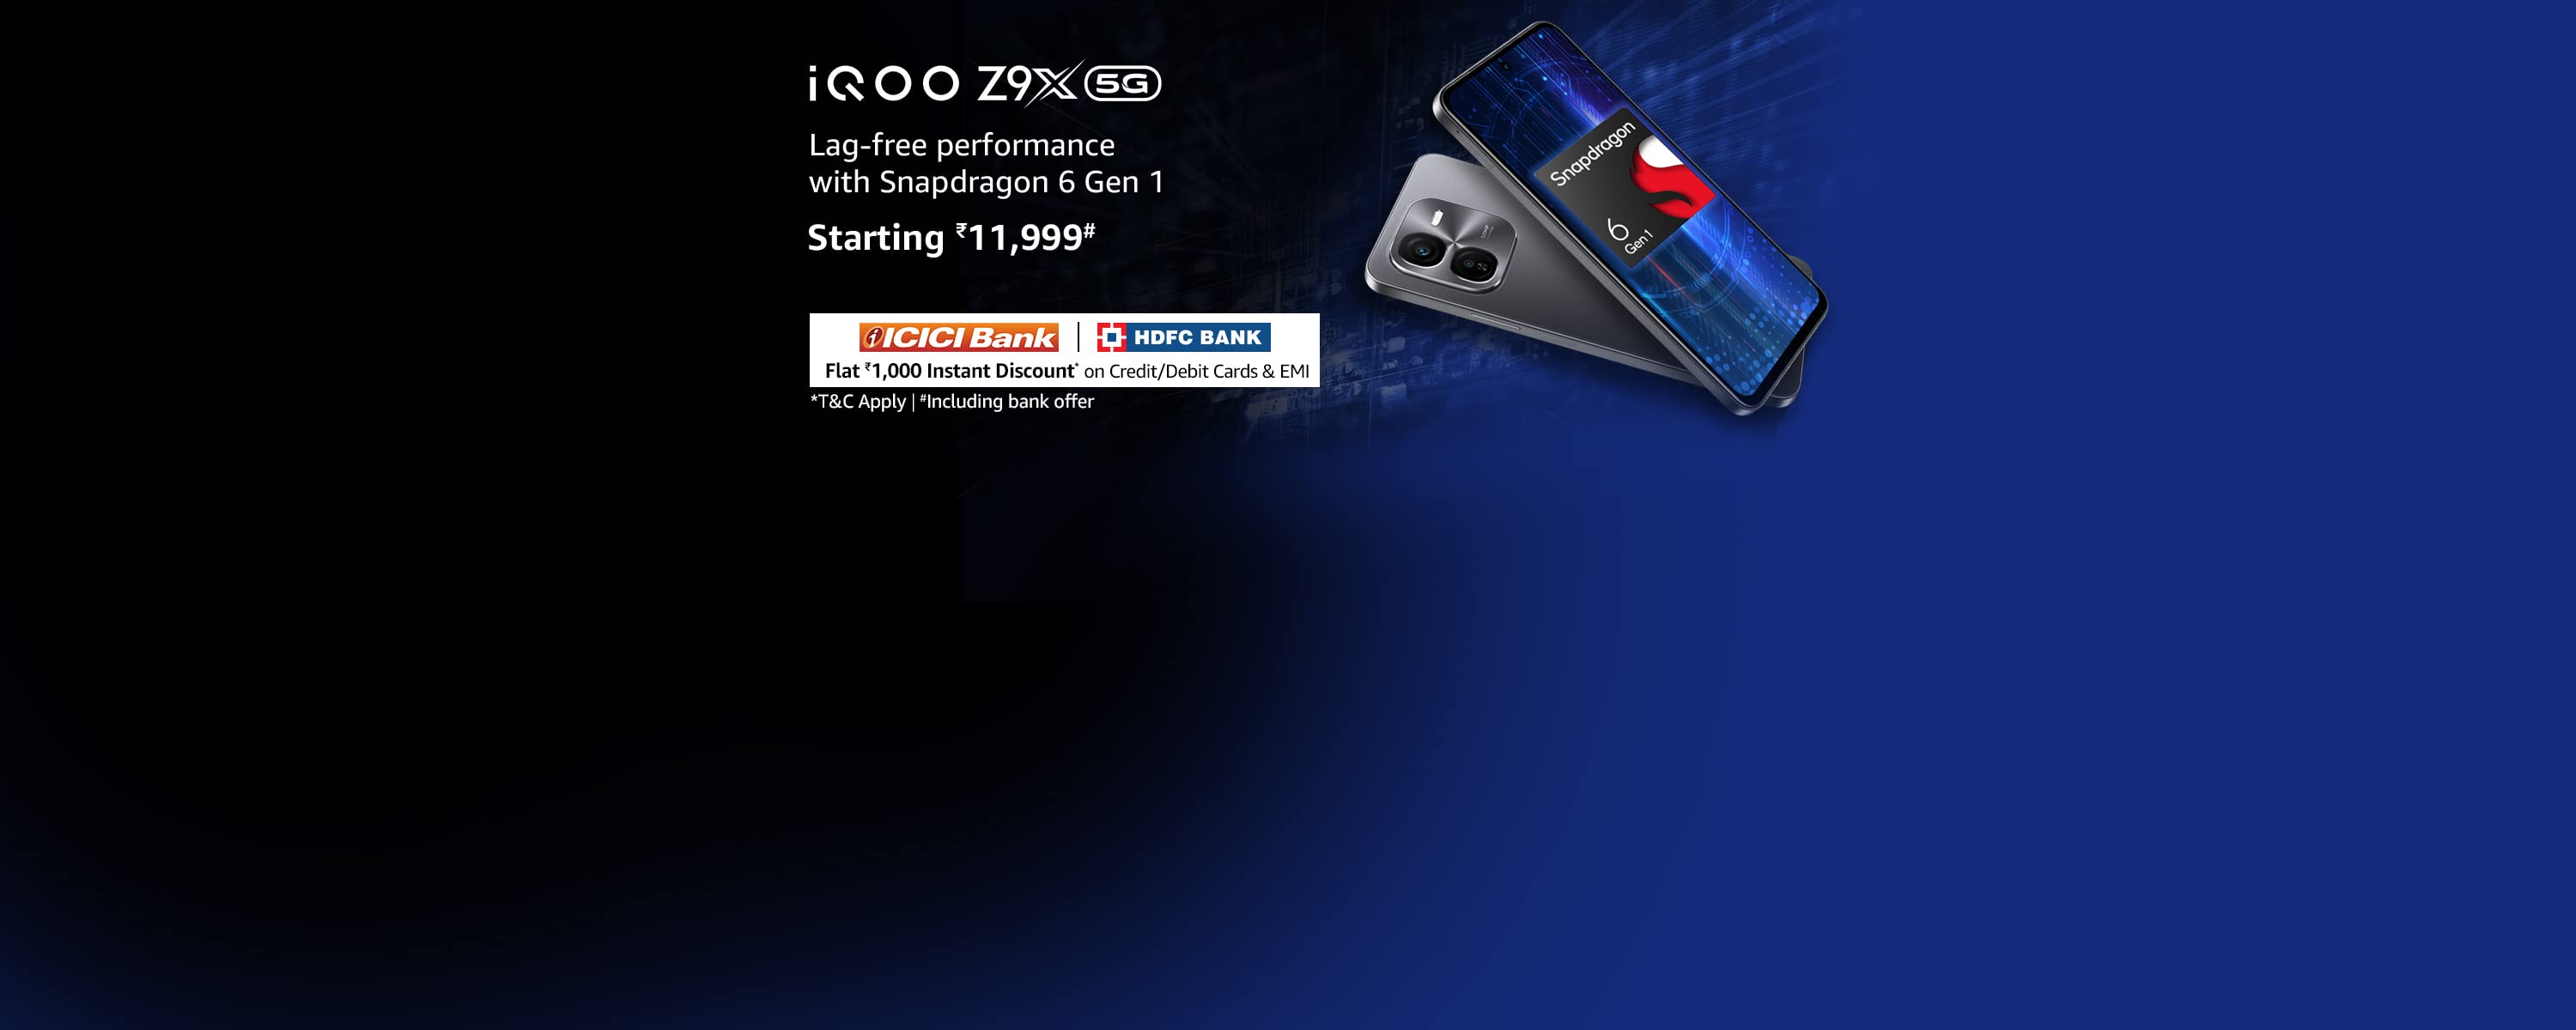 iQOO Z9x 5G
Lag-free performance
with Snapdragon 6 Gen 1
Starting ₹11,999#
Snapdragon
6
Gen 1
ICICI Bank | HDFC BANK
Flat ₹1,000 Instant Discount* on Credit/Debit Cards & EMI
*T&C Apply | #Including bank offer